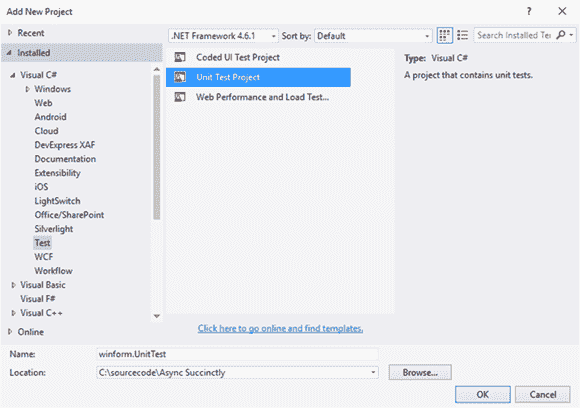 Add New Project
? ×
Recent
.NET Framework 4.6.1 Sort by: Default
Installed
Visual C#
Windows
Web
Android
Cloud
DevExpress XAF
Documentation
Extensibility
iOS
LightSwitch
Office/SharePoint
Silverlight
Test
WCF
Workflow
Visual Basic
Visual F#
Visual C++
Online
Coded UI Test Project
Unit Test Project
Web Performance and Load Test...
Click here to go online and find templates.
Search Installed Te
Type: Visual C#
A project that contains unit tests.
Name: winform.UnitTest
Location: C:\sourcecode\Async Succinctly
Browse...
OK Cancel